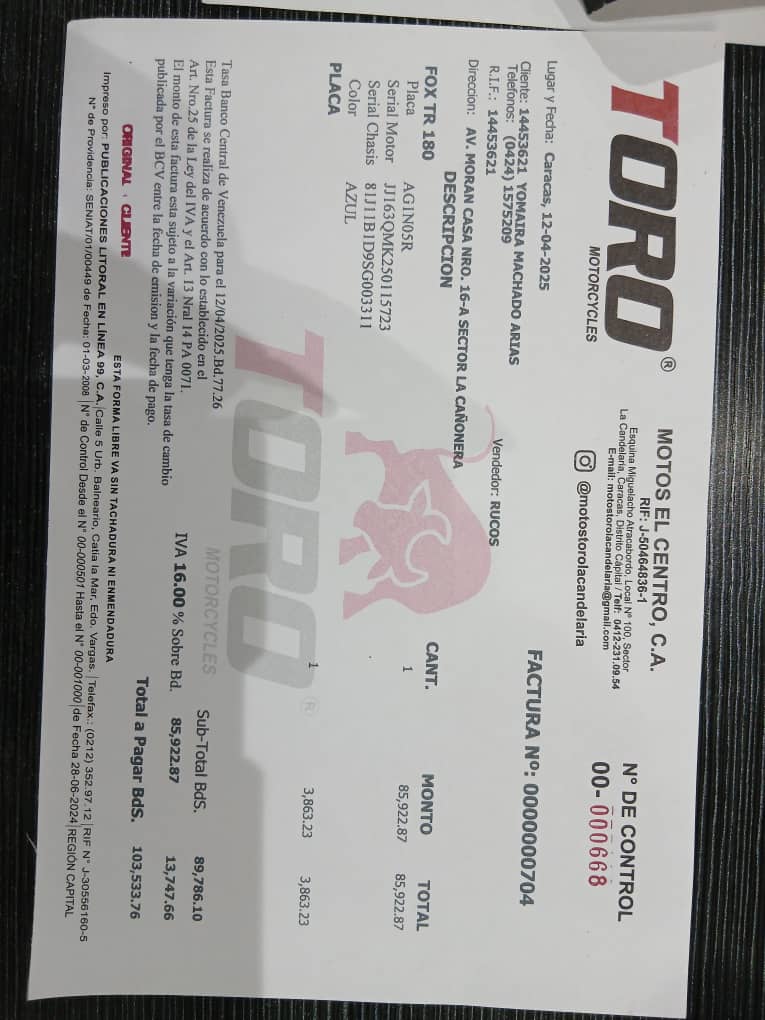 TORO®
MOTORCYCLES
MOTOS EL CENTRO, C.A.
RIF: J-50464836-1
Esquina Miguelacho Atracabordo, Local Nº 100, Sector
La Candelaria, Caracas, Distrito Cápital / Telf: 0412-231.09.54
E-mail: motostorolacandelaria@gmail.com
@motostorolacandelaria
N° DE CONTROL
00- 000668
Lugar y Fecha: Caracas, 12-04-2025
FACTURA Nº: 0000000704
Cliente: 14453621 YOMAIRA MACHADO ARIAS
Telefonos: (0424) 1575209
R.I.F.: 14453621
Vendedor: RUCOS
Direccion: AV. MORAN CASA NRO. 16-A SECTOR LA CAÑONERA
DESCRIPCION CANT. MONTO TOTAL
FOX TR 180 1 85,922.87 85,922.87
Placa AG1N05R
Serial Motor JJ163QMK250115723
Serial Chasis 81J11B1D9SG003311
Color AZUL
PLACA 1 3,863.23 3,863.23
TORO®
MOTORCYCLES
Tasa Banco Central de Venezuela para el 12/04/2025.Bd.77.26
Esta Factura se realiza de acuerdo con lo establecido en el
Art. Nro.25 de la Ley del IVA y el Art. 13 Nral 14 PA 0071.
El monto de esta factura esta sujeto a la variación que tenga la tasa de cambio
publicada por el BCV entre la fecha de emision y la fecha de pago.
Sub-Total BdS. 89,786.10
IVA 16.00 % Sobre Bd. 85,922.87 13,747.66
Total a Pagar BdS. 103,533.76
ORIGINAL - CLIENTE
ESTA FORMA LIBRE VA SIN TACHADURA NI ENMENDADURA
Impreso por: PUBLICACIONES LITORAL EN LÍNEA 99, C.A. Calle 5 Urb. Balneario, Catia la Mar, Edo. Vargas. Telefax.: (0212) 352.97.12 RIF N° J-30556160-5
N° de Providencia: SENIAT/01/00449 de Fecha: 01-03-2008 N° de Control Desde el N° 00-000501 Hasta el N° 00-001000 de Fecha 28-06-2024 REGIÓN CAPITAL